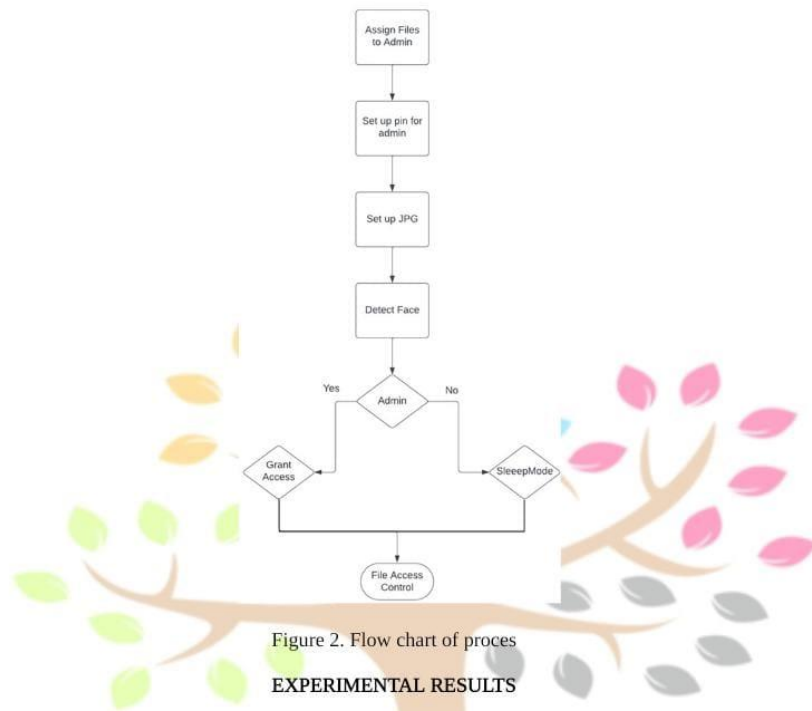 Assign Files
to Admin
Set up pin for
admin
Set up JPG
Detect Face
Yes
No
Admin
Grant
Access
SleeepMode
File Access
Control
Figure 2. Flow chart of proces
EXPERIMENTAL RESULTS